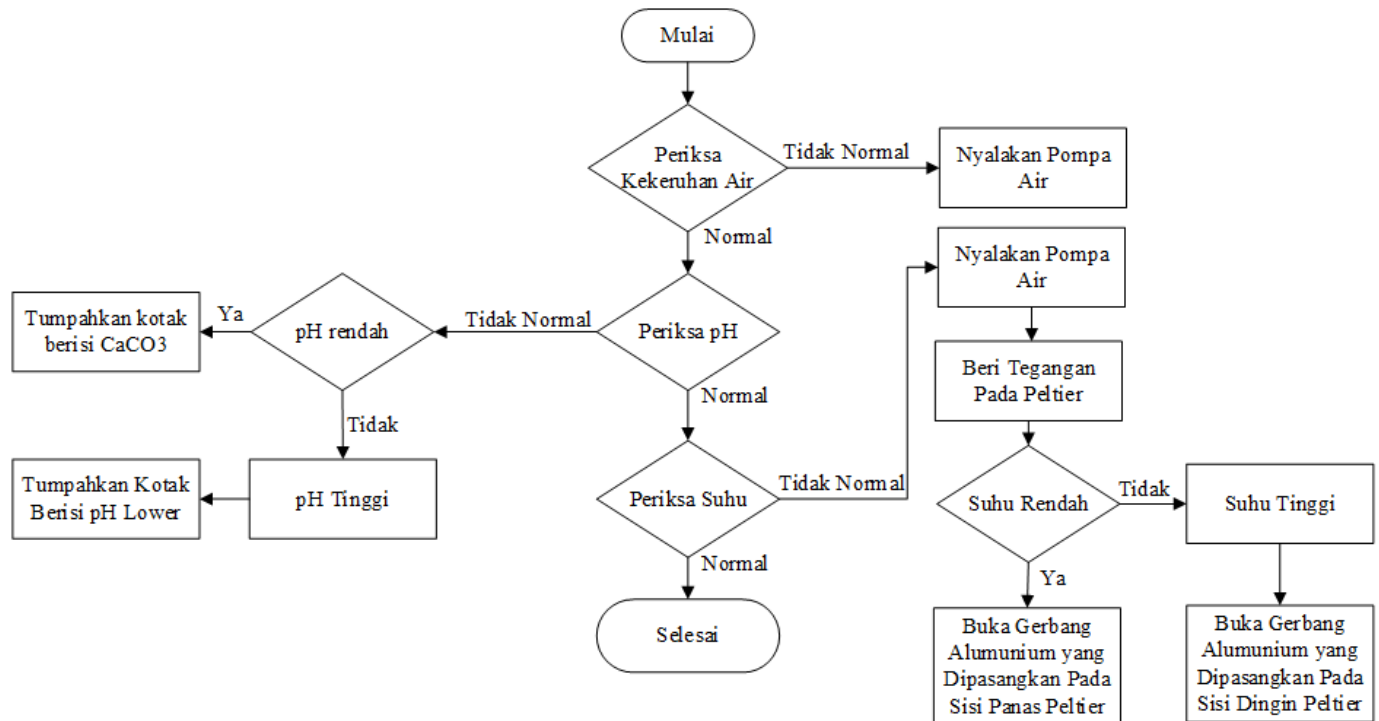 Mulai
Periksa
Kekeruhan Air
Tidak Normal
Nyalakan Pompa
Air
Normal
Nyalakan Pompa
Air
Tumpahkan kotak
berisi CaCO3
Ya
pH rendah
Tidak Normal
Periksa pH
Beri Tegangan
Pada Peltier
Normal
Tidak
Tumpahkan Kotak
Berisi pH Lower
pH Tinggi
Periksa Suhu
Tidak Normal
Suhu Rendah
Tidak
Suhu Tinggi
Normal
Ya
Selesai
Buka Gerbang
Alumunium yang
Dipasangkan Pada
Sisi Panas Peltier
Buka Gerbang
Alumunium yang
Dipasangkan Pada
Sisi Dingin Peltier